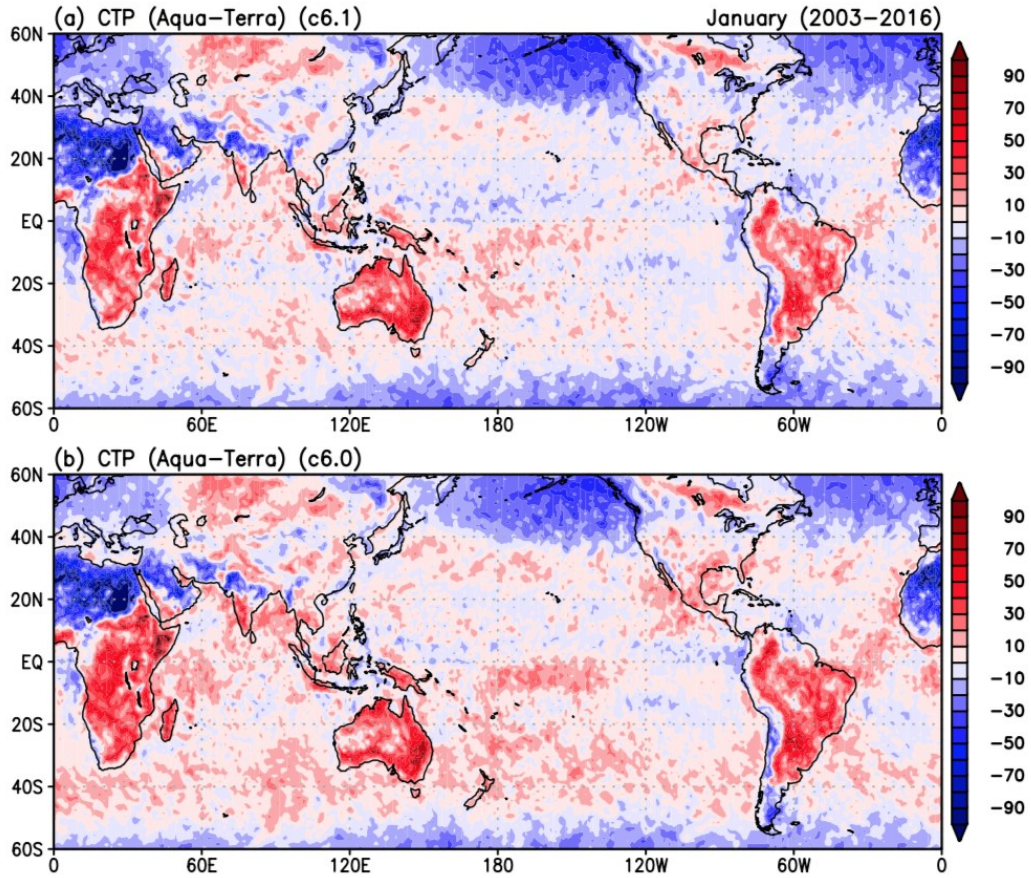 (a) CTP (Aqua-Terra) (c6.1) January (2003-2016)
60N
40N
20N
EQ
20S
40S
60S
0 60E 120E 180 120W 60W 0
90
70
50
30
10
-10
-30
-50
-70
-90
(b) CTP (Aqua-Terra) (c6.0)
60N
40N
20N
EQ
20S
40S
60S
0 60E 120E 180 120W 60W 0
90
70
50
30
10
-10
-30
-50
-70
-90